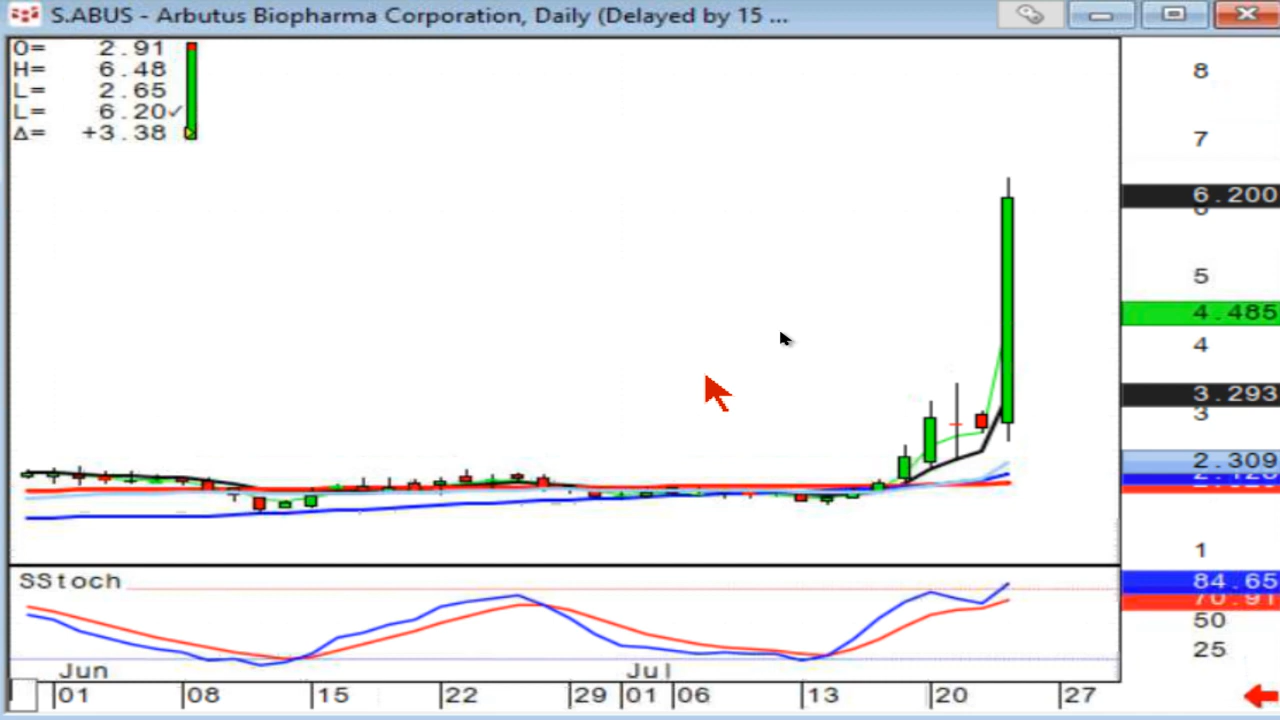 S.ABUS - Arbutus Biopharma Corporation, Daily (Delayed by 15 ...
O= 2.91
H= 6.48
L= 2.65
L= 6.20✓
Δ= +3.38
8
7
6.200
5
4.485
4
3.293
3
2.309
1
SStoch
84.65
70.91
50
25
Jun Jul
01 08 15 22 29 01 06 13 20 27